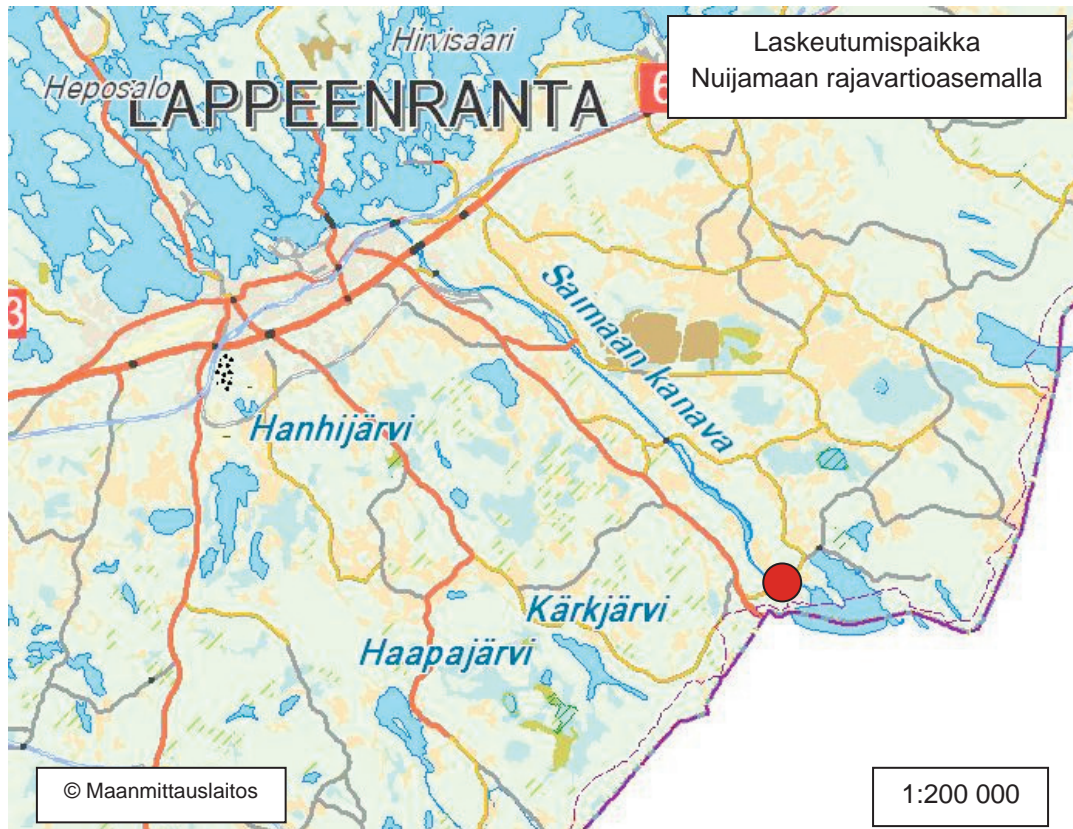 Laskeutumispaikka
Nuijamaan rajavartioasemalla
Hirvisaari
Heposalo
LAPPEENRANTA
6
3
Saimaan kanava
Hanhijärvi
Kärkjärvi
Haapajärvi
© Maanmittauslaitos
1:200 000